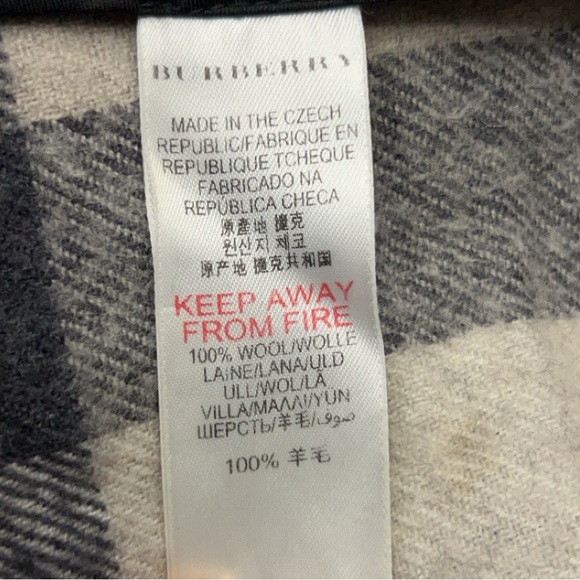 BURBERRY
MADE IN THE CZECH
REPUBLIC/FABRIQUE EN
REPUBLIQUE TCHEQUE
FABRICADO NA
REPÚBLICA CHECA
原產地 捷克
원산지 체코
原产地 捷克共和国
KEEP AWAY
FROM FIRE
100% WOOL/WOLLE
LAINE/LANA/ULD
ULL/WOL/LÃ
VILLA/ΜΑΛΛΙ/YÜN
ШЕРСТЬ/羊毛/صوف
100% 羊毛